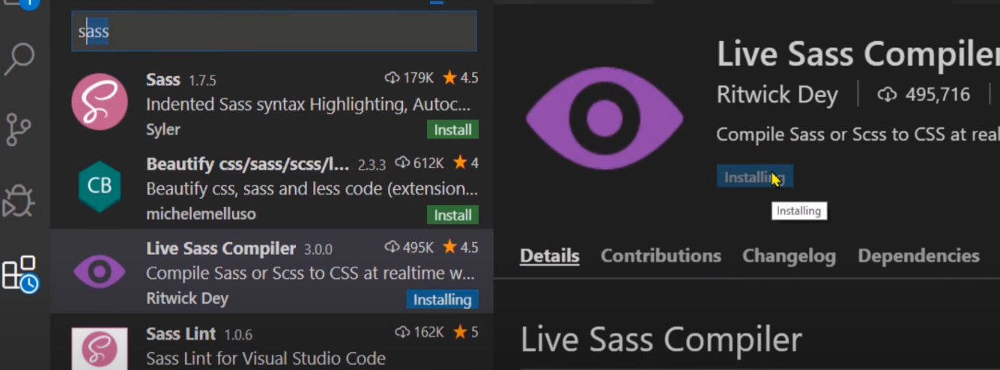 sass
Sass 1.7.5 179K 4.5
Indented Sass syntax Highlighting, Autoc...
Syler Install
Beautify css/sass/scss/l... 2.3.3 612K 4
CB
Beautify css, sass and less code (extension...
michelemelluso Install
Live Sass Compiler 3.0.0 495K 4.5
Compile Sass or Scss to CSS at realtime w...
Ritwick Dey Installing
Sass Lint 1.0.6 162K 5
Sass Lint for Visual Studio Code
Live Sass Compiler
Ritwick Dey 495,716
Compile Sass or Scss to CSS at real
Installing
Installing
Details Contributions Changelog Dependencies
Live Sass Compiler